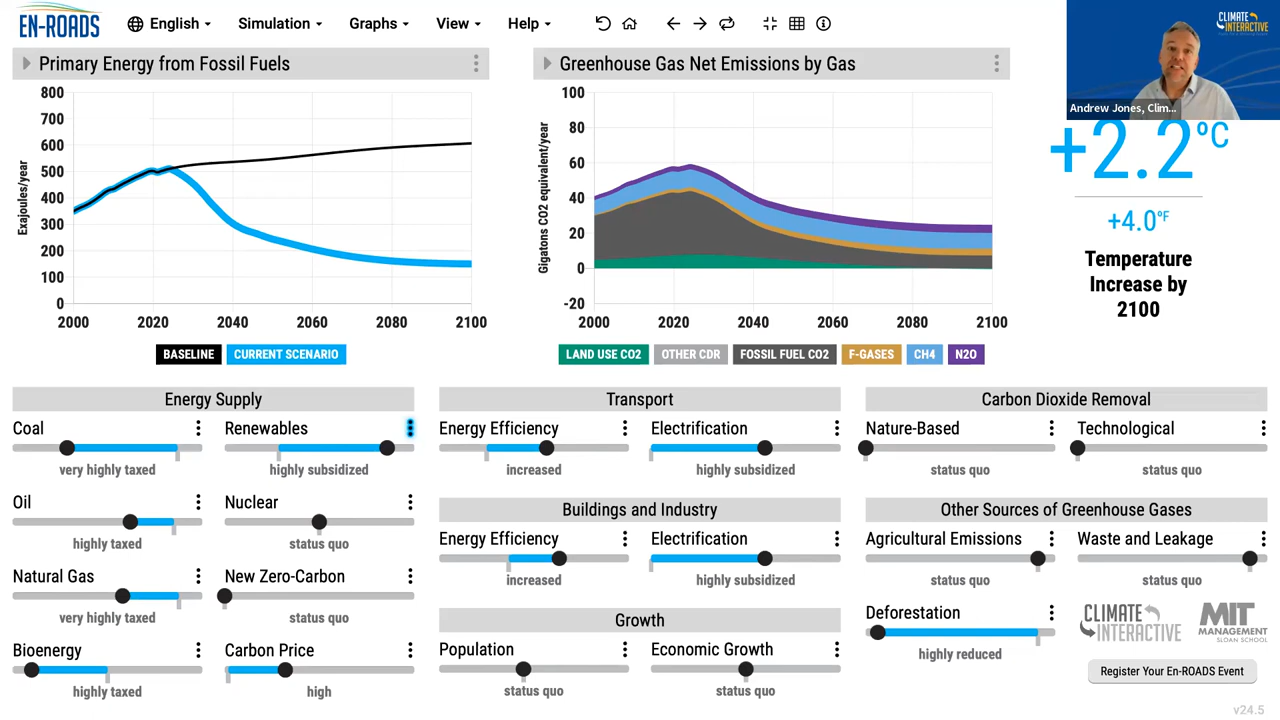 EN-ROADS
English
Simulation
Graphs
View
Help
CLIMATE
INTERACTIVE
Andrew Jones, Clim...
Primary Energy from Fossil Fuels
800
700
600
500
400
300
200
100
0
Exajoules/year
2000 2020 2040 2060 2080 2100
BASELINE CURRENT SCENARIO
Greenhouse Gas Net Emissions by Gas
100
80
60
40
20
0
-20
Gigatons CO2 equivalent/year
2000 2020 2040 2060 2080 2100
LAND USE CO2 OTHER CDR FOSSIL FUEL CO2 F-GASES CH4 N2O
+2.2°C
+4.0°F
Temperature
Increase by
2100
Energy Supply
Coal
very highly taxed
Renewables
highly subsidized
Oil
highly taxed
Nuclear
status quo
Natural Gas
very highly taxed
New Zero-Carbon
status quo
Bioenergy
highly taxed
Carbon Price
high
Transport
Energy Efficiency
increased
Electrification
highly subsidized
Buildings and Industry
Energy Efficiency
increased
Electrification
highly subsidized
Growth
Population
status quo
Economic Growth
status quo
Carbon Dioxide Removal
Nature-Based
status quo
Technological
status quo
Other Sources of Greenhouse Gases
Agricultural Emissions
status quo
Waste and Leakage
status quo
Deforestation
highly reduced
CLIMATE
INTERACTIVE
MIT
MANAGEMENT
SLOAN SCHOOL
Register Your En-ROADS Event
v24.5